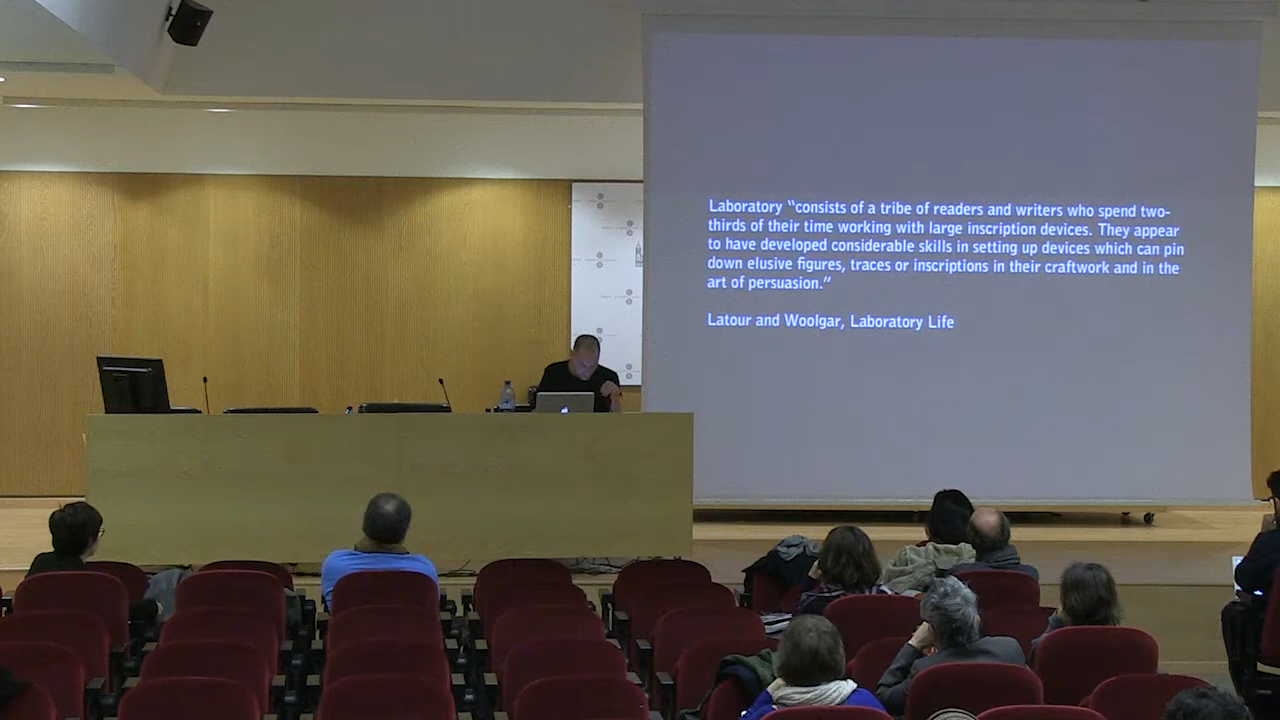 Laboratory “consists of a tribe of readers and writers who spend two-
thirds of their time working with large inscription devices. They appear
to have developed considerable skills in setting up devices which can pin
down elusive figures, traces or inscriptions in their craftwork and in the
art of persuasion.”
Latour and Woolgar, Laboratory Life